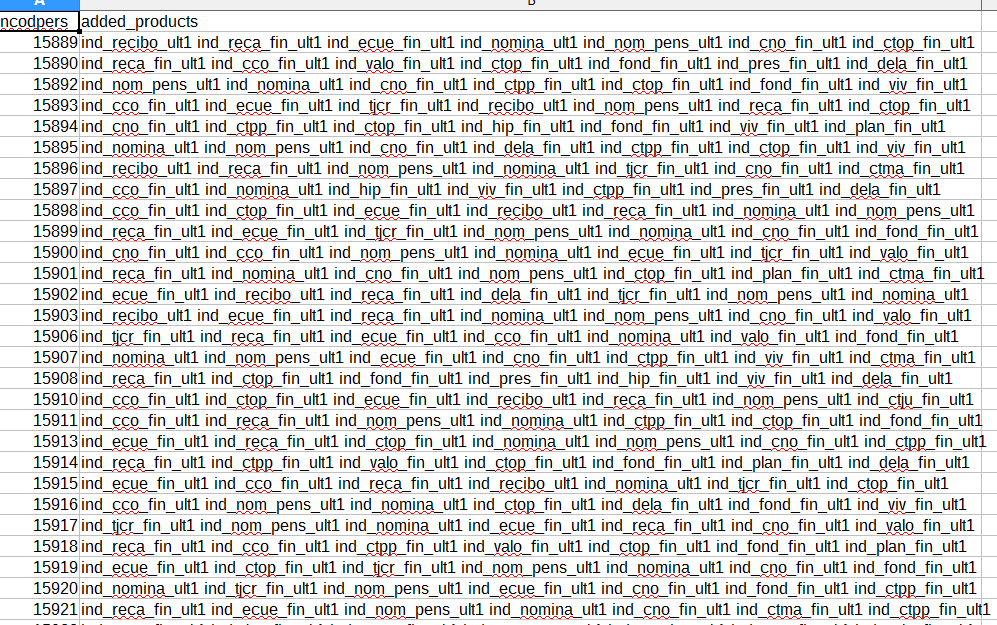 A B
ncodpers added_products
15889 ind_recibo_ult1 ind_reca_fin_ult1 ind_ecue_fin_ult1 ind_nomina_ult1 ind_nom_pens_ult1 ind_cno_fin_ult1 ind_ctop_fin_ult1
15890 ind_reca_fin_ult1 ind_cco_fin_ult1 ind_valo_fin_ult1 ind_ctop_fin_ult1 ind_fond_fin_ult1 ind_pres_fin_ult1 ind_dela_fin_ult1
15892 ind_nom_pens_ult1 ind_nomina_ult1 ind_cno_fin_ult1 ind_ctpp_fin_ult1 ind_ctop_fin_ult1 ind_fond_fin_ult1 ind_viv_fin_ult1
15893 ind_cco_fin_ult1 ind_ecue_fin_ult1 ind_tjcr_fin_ult1 ind_recibo_ult1 ind_nom_pens_ult1 ind_reca_fin_ult1 ind_ctop_fin_ult1
15894 ind_cno_fin_ult1 ind_ctpp_fin_ult1 ind_ctop_fin_ult1 ind_hip_fin_ult1 ind_fond_fin_ult1 ind_viv_fin_ult1 ind_plan_fin_ult1
15895 ind_nomina_ult1 ind_nom_pens_ult1 ind_cno_fin_ult1 ind_dela_fin_ult1 ind_ctpp_fin_ult1 ind_ctop_fin_ult1 ind_viv_fin_ult1
15896 ind_recibo_ult1 ind_reca_fin_ult1 ind_nom_pens_ult1 ind_nomina_ult1 ind_tjcr_fin_ult1 ind_cno_fin_ult1 ind_ctma_fin_ult1
15897 ind_cco_fin_ult1 ind_nomina_ult1 ind_hip_fin_ult1 ind_viv_fin_ult1 ind_ctpp_fin_ult1 ind_pres_fin_ult1 ind_dela_fin_ult1
15898 ind_cco_fin_ult1 ind_ctop_fin_ult1 ind_ecue_fin_ult1 ind_recibo_ult1 ind_reca_fin_ult1 ind_nomina_ult1 ind_nom_pens_ult1
15899 ind_reca_fin_ult1 ind_ecue_fin_ult1 ind_tjcr_fin_ult1 ind_nom_pens_ult1 ind_nomina_ult1 ind_cno_fin_ult1 ind_fond_fin_ult1
15900 ind_cno_fin_ult1 ind_cco_fin_ult1 ind_nom_pens_ult1 ind_nomina_ult1 ind_ecue_fin_ult1 ind_tjcr_fin_ult1 ind_valo_fin_ult1
15901 ind_reca_fin_ult1 ind_nomina_ult1 ind_cno_fin_ult1 ind_nom_pens_ult1 ind_ctop_fin_ult1 ind_plan_fin_ult1 ind_ctma_fin_ult1
15902 ind_ecue_fin_ult1 ind_recibo_ult1 ind_reca_fin_ult1 ind_dela_fin_ult1 ind_tjcr_fin_ult1 ind_nom_pens_ult1 ind_nomina_ult1
15903 ind_recibo_ult1 ind_ecue_fin_ult1 ind_reca_fin_ult1 ind_nomina_ult1 ind_nom_pens_ult1 ind_cno_fin_ult1 ind_valo_fin_ult1
15906 ind_tjcr_fin_ult1 ind_reca_fin_ult1 ind_ecue_fin_ult1 ind_cco_fin_ult1 ind_nomina_ult1 ind_valo_fin_ult1 ind_fond_fin_ult1
15907 ind_nomina_ult1 ind_nom_pens_ult1 ind_ecue_fin_ult1 ind_cno_fin_ult1 ind_ctpp_fin_ult1 ind_viv_fin_ult1 ind_ctma_fin_ult1
15908 ind_reca_fin_ult1 ind_ctop_fin_ult1 ind_fond_fin_ult1 ind_pres_fin_ult1 ind_hip_fin_ult1 ind_viv_fin_ult1 ind_dela_fin_ult1
15910 ind_cco_fin_ult1 ind_ctop_fin_ult1 ind_ecue_fin_ult1 ind_recibo_ult1 ind_reca_fin_ult1 ind_nom_pens_ult1 ind_ctju_fin_ult1
15911 ind_cco_fin_ult1 ind_reca_fin_ult1 ind_nom_pens_ult1 ind_nomina_ult1 ind_ctpp_fin_ult1 ind_ctop_fin_ult1 ind_fond_fin_ult1
15913 ind_ecue_fin_ult1 ind_reca_fin_ult1 ind_ctop_fin_ult1 ind_nomina_ult1 ind_nom_pens_ult1 ind_cno_fin_ult1 ind_ctpp_fin_ult1
15914 ind_reca_fin_ult1 ind_ctpp_fin_ult1 ind_valo_fin_ult1 ind_ctop_fin_ult1 ind_fond_fin_ult1 ind_plan_fin_ult1 ind_dela_fin_ult1
15915 ind_ecue_fin_ult1 ind_cco_fin_ult1 ind_reca_fin_ult1 ind_recibo_ult1 ind_nomina_ult1 ind_tjcr_fin_ult1 ind_ctop_fin_ult1
15916 ind_cco_fin_ult1 ind_nom_pens_ult1 ind_nomina_ult1 ind_ctop_fin_ult1 ind_dela_fin_ult1 ind_fond_fin_ult1 ind_viv_fin_ult1
15917 ind_tjcr_fin_ult1 ind_nom_pens_ult1 ind_nomina_ult1 ind_ecue_fin_ult1 ind_reca_fin_ult1 ind_cno_fin_ult1 ind_valo_fin_ult1
15918 ind_reca_fin_ult1 ind_cco_fin_ult1 ind_ctpp_fin_ult1 ind_valo_fin_ult1 ind_ctop_fin_ult1 ind_fond_fin_ult1 ind_plan_fin_ult1
15919 ind_ecue_fin_ult1 ind_ctop_fin_ult1 ind_tjcr_fin_ult1 ind_nom_pens_ult1 ind_nomina_ult1 ind_cno_fin_ult1 ind_fond_fin_ult1
15920 ind_nomina_ult1 ind_tjcr_fin_ult1 ind_nom_pens_ult1 ind_ecue_fin_ult1 ind_cno_fin_ult1 ind_fond_fin_ult1 ind_ctpp_fin_ult1
15921 ind_reca_fin_ult1 ind_ecue_fin_ult1 ind_nom_pens_ult1 ind_nomina_ult1 ind_cno_fin_ult1 ind_ctma_fin_ult1 ind_ctpp_fin_ult1